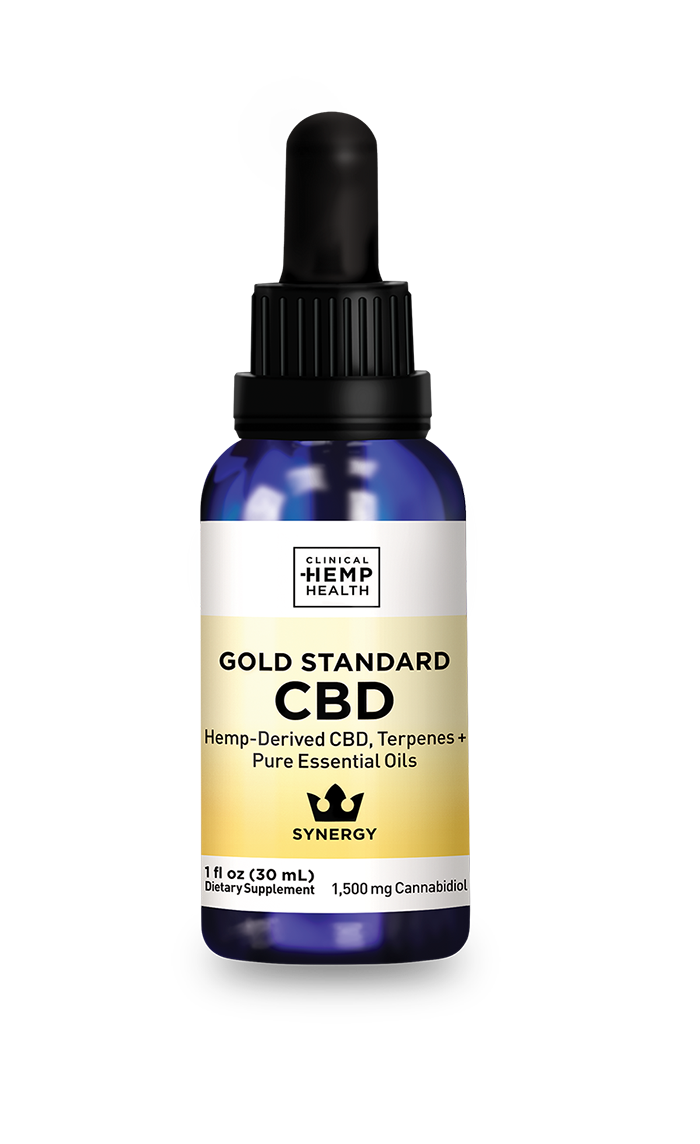 CLINICAL
HEMP
HEALTH
GOLD STANDARD
CBD
Hemp-Derived CBD, Terpenes +
Pure Essential Oils
SYNERGY
1 fl oz (30 mL)
Dietary Supplement 1,500 mg Cannabidiol